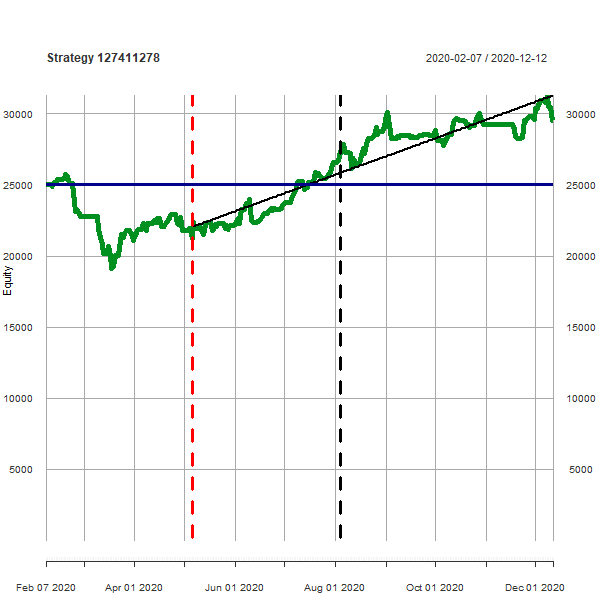 Strategy 127411278
2020-02-07 / 2020-12-12
30000
30000
25000
25000
20000
20000
Equity
15000
15000
10000
10000
5000
5000
Feb 07 2020
Apr 01 2020
Jun 01 2020
Aug 01 2020
Oct 01 2020
Dec 01 2020